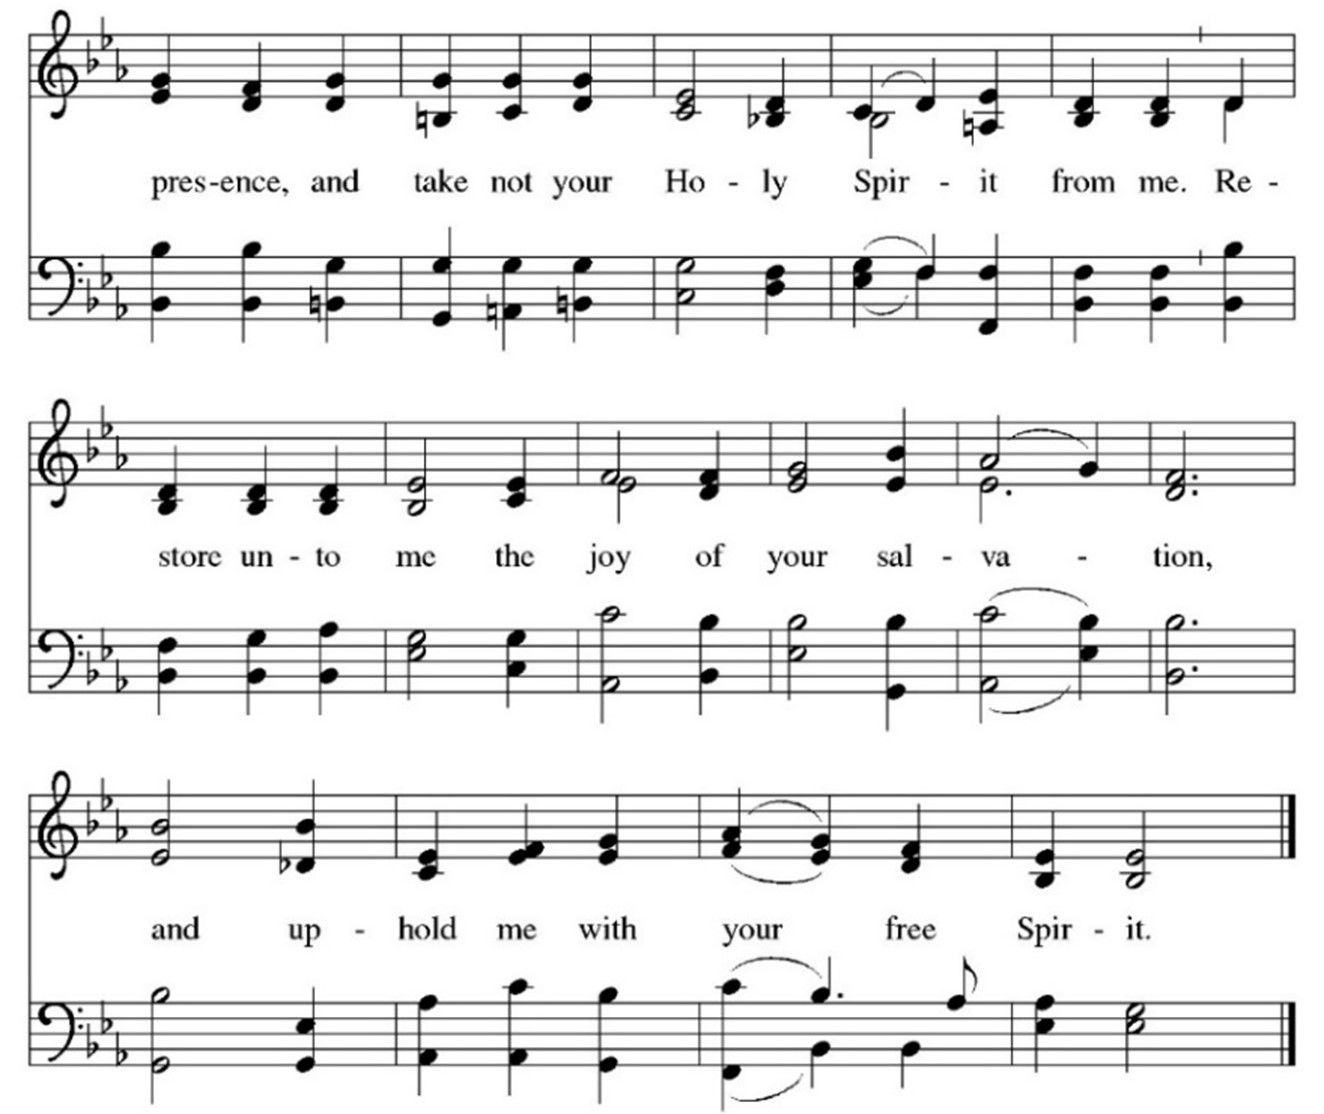 pres-ence, and take not your Ho - ly Spir - it from me. Re -
store un - to me the joy of your sal - va - tion,
and up - hold me with your free Spir - it.